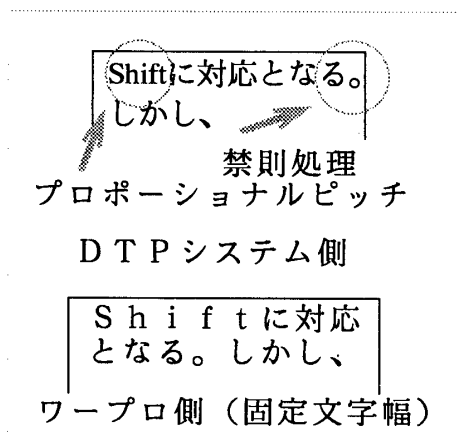 Shiftに対応となる。
しかし、
禁則処理
プロポーショナルピッチ
ＤＴＰシステム側
Ｓｈｉｆｔに対応
となる。しかし、
ワープロ側（固定文字幅）